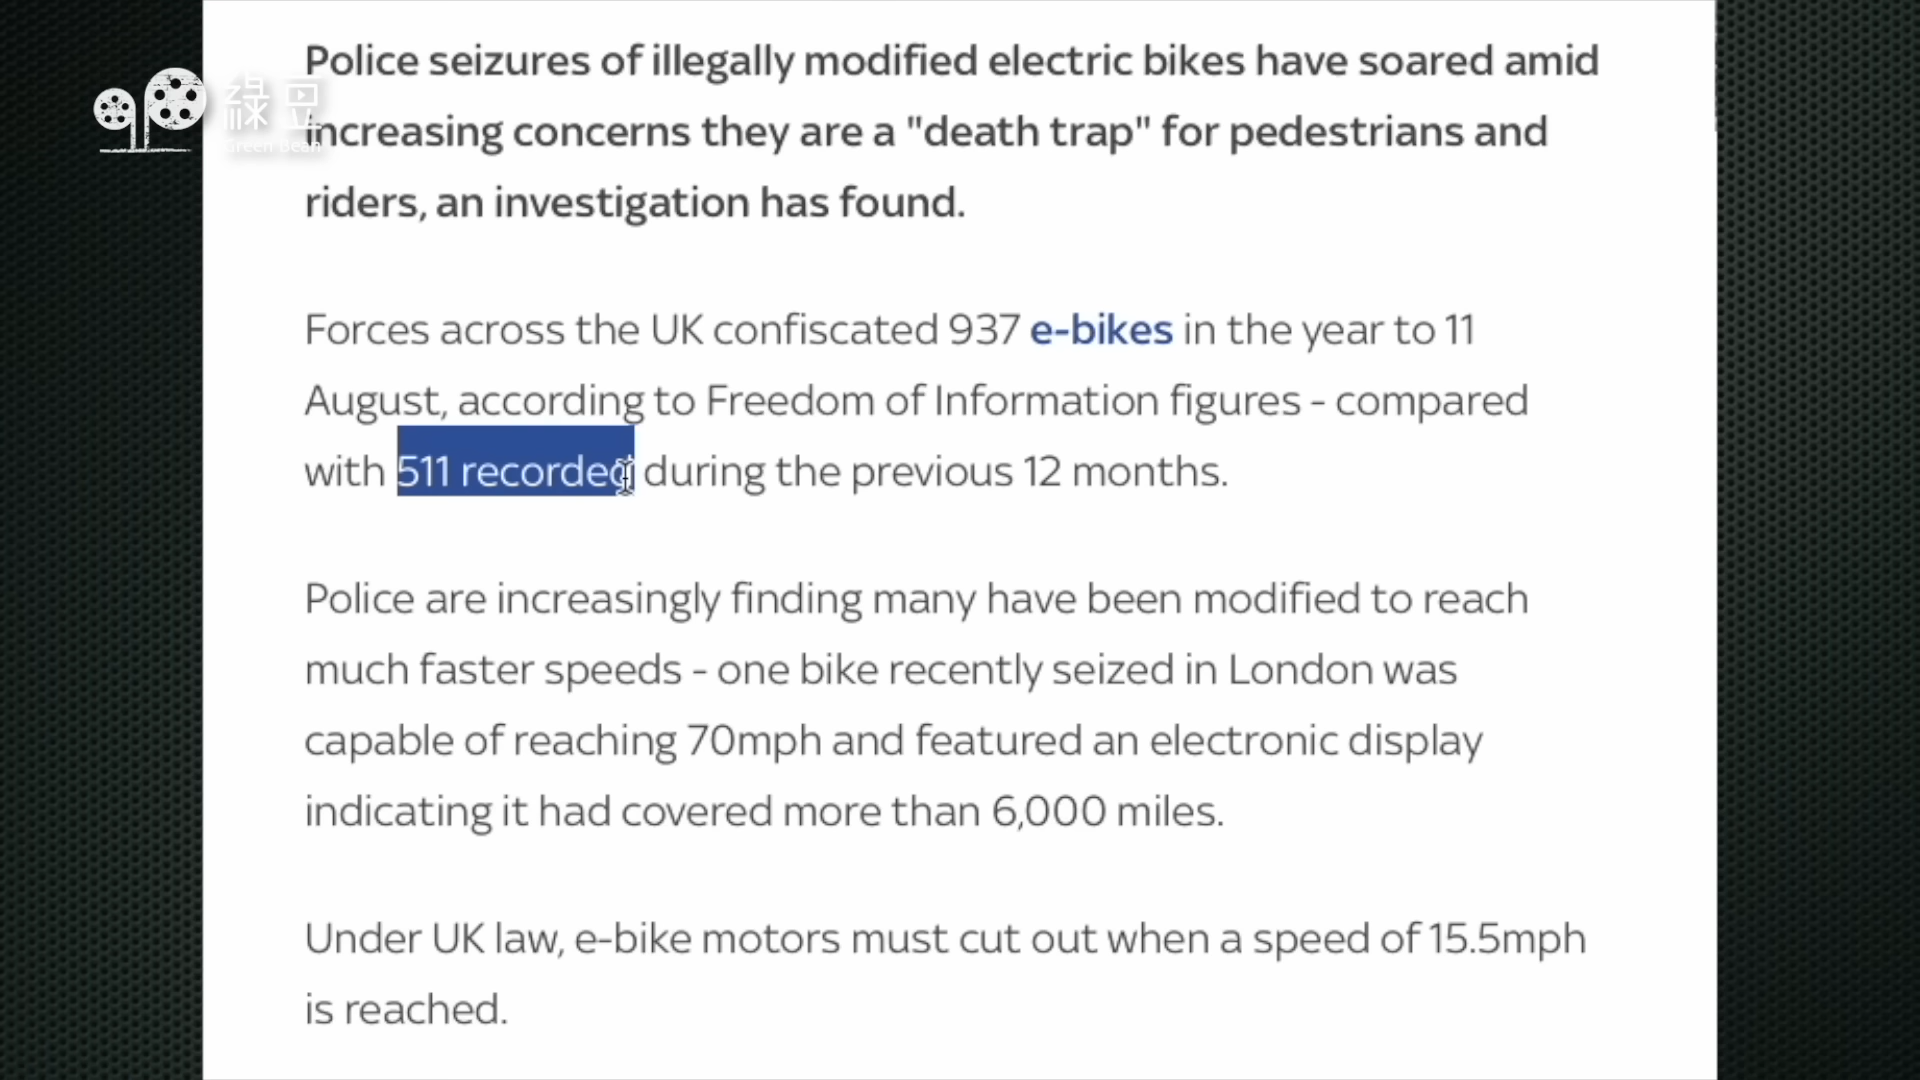 Police seizures of illegally modified electric bikes have soared amid
綠豆
increasing concerns they are a "death trap" for pedestrians and
Green Bean
riders, an investigation has found.
Forces across the UK confiscated 937 e-bikes in the year to 11
August, according to Freedom of Information figures - compared
with 511 recorded during the previous 12 months.
Police are increasingly finding many have been modified to reach
much faster speeds - one bike recently seized in London was
capable of reaching 70mph and featured an electronic display
indicating it had covered more than 6,000 miles.
Under UK law, e-bike motors must cut out when a speed of 15.5mph
is reached.